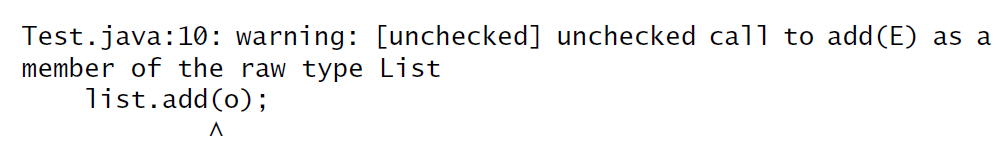 Test.java:10: warning: [unchecked] unchecked call to add(E) as a
member of the raw type List
    list.add(o);
            ^